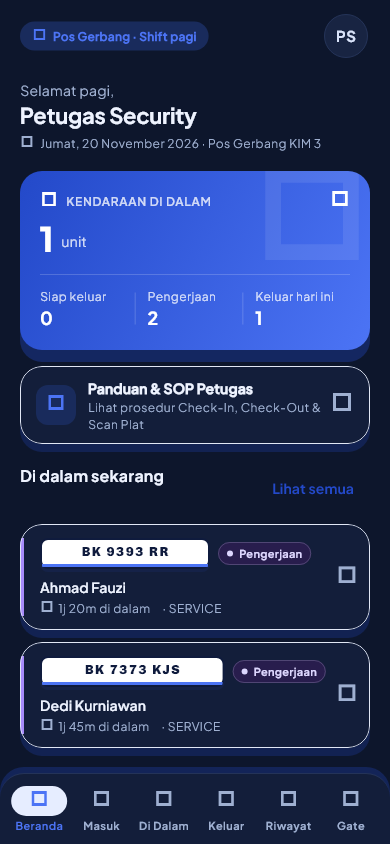 Pos Gerbang · Shift pagi
PS
Selamat pagi,
Petugas Security
Jumat, 20 November 2026 · Pos Gerbang KIM 3
KENDARAAN DI DALAM
1 unit
Siap keluar
Pengerjaan
Keluar hari ini
0
2
1
Panduan & SOP Petugas
Lihat prosedur Check-In, Check-Out &
Scan Plat
Di dalam sekarang
Lihat semua
BK 9393 RR
Pengerjaan
Ahmad Fauzi
1j 20m di dalam · SERVICE
BK 7373 KJS
Pengerjaan
Dedi Kurniawan
1j 45m di dalam · SERVICE
Beranda
Masuk
Di Dalam
Keluar
Riwayat
Gate